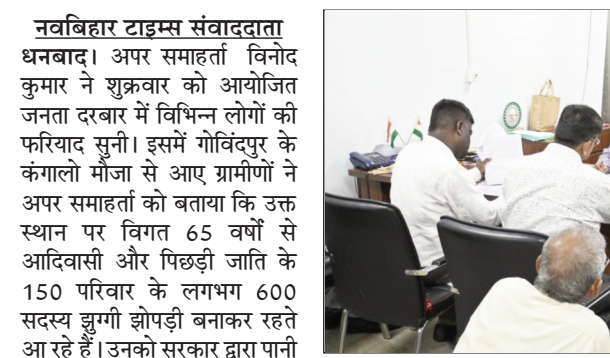 नवबिहार टाइम्स संवाददाता
धनबाद। अपर समाहर्ता विनोद
कुमार ने शुक्रवार को आयोजित
जनता दरबार में विभिन्न लोगों की
फरियाद सुनी। इसमें गोविंदपुर के
कंगालो मौजा से आए ग्रामीणों ने
अपर समाहर्ता को बताया कि उक्त
स्थान पर विगत 65 वर्षों से
आदिवासी और पिछड़ी जाति के
150 परिवार के लगभग 600
सदस्य झुग्गी झोपड़ी बनाकर रहते
आ रहे हैं। उनको सरकार द्वारा पानी